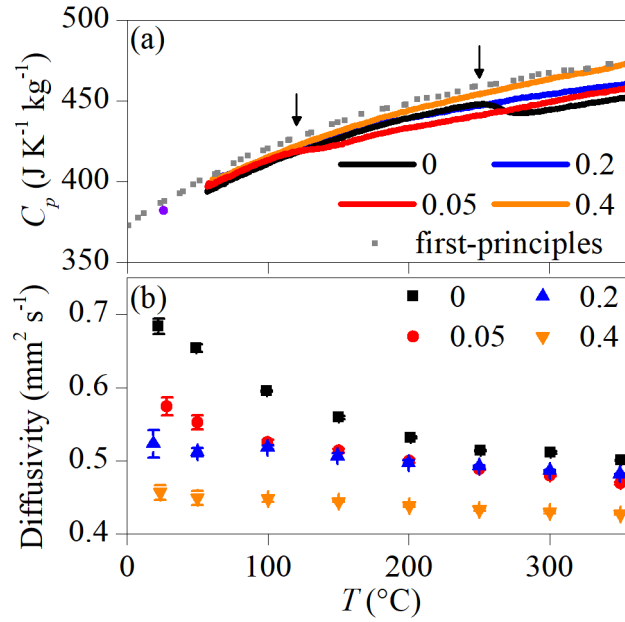 500
(a)
450
400
350
C_p (J K⁻¹ kg⁻¹)
0 0.2
0.05 0.4
first-principles
(b)
0 0.2
0.05 0.4
0.7
0.6
0.5
0.4
Diffusivity (mm² s⁻¹)
0 100 200 300
T (°C)